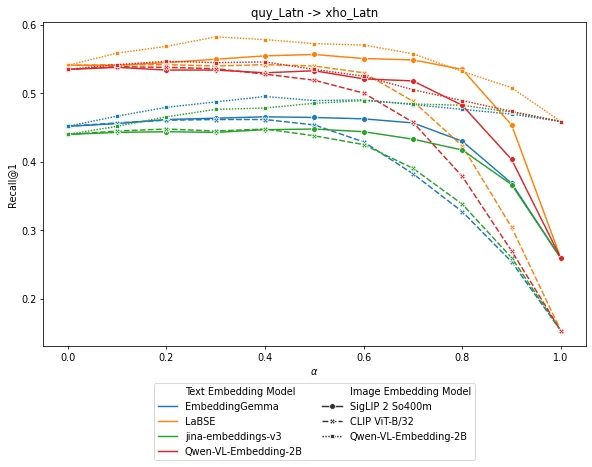 quy_Latn -> xho_Latn
Recall@1
0.6
0.5
0.4
0.3
0.2
0.0
0.2
0.4
0.6
0.8
1.0
α
Text Embedding Model
EmbeddingGemma
LaBSE
jina-embeddings-v3
Qwen-VL-Embedding-2B
Image Embedding Model
SigLIP 2 So400m
CLIP ViT-B/32
Qwen-VL-Embedding-2B